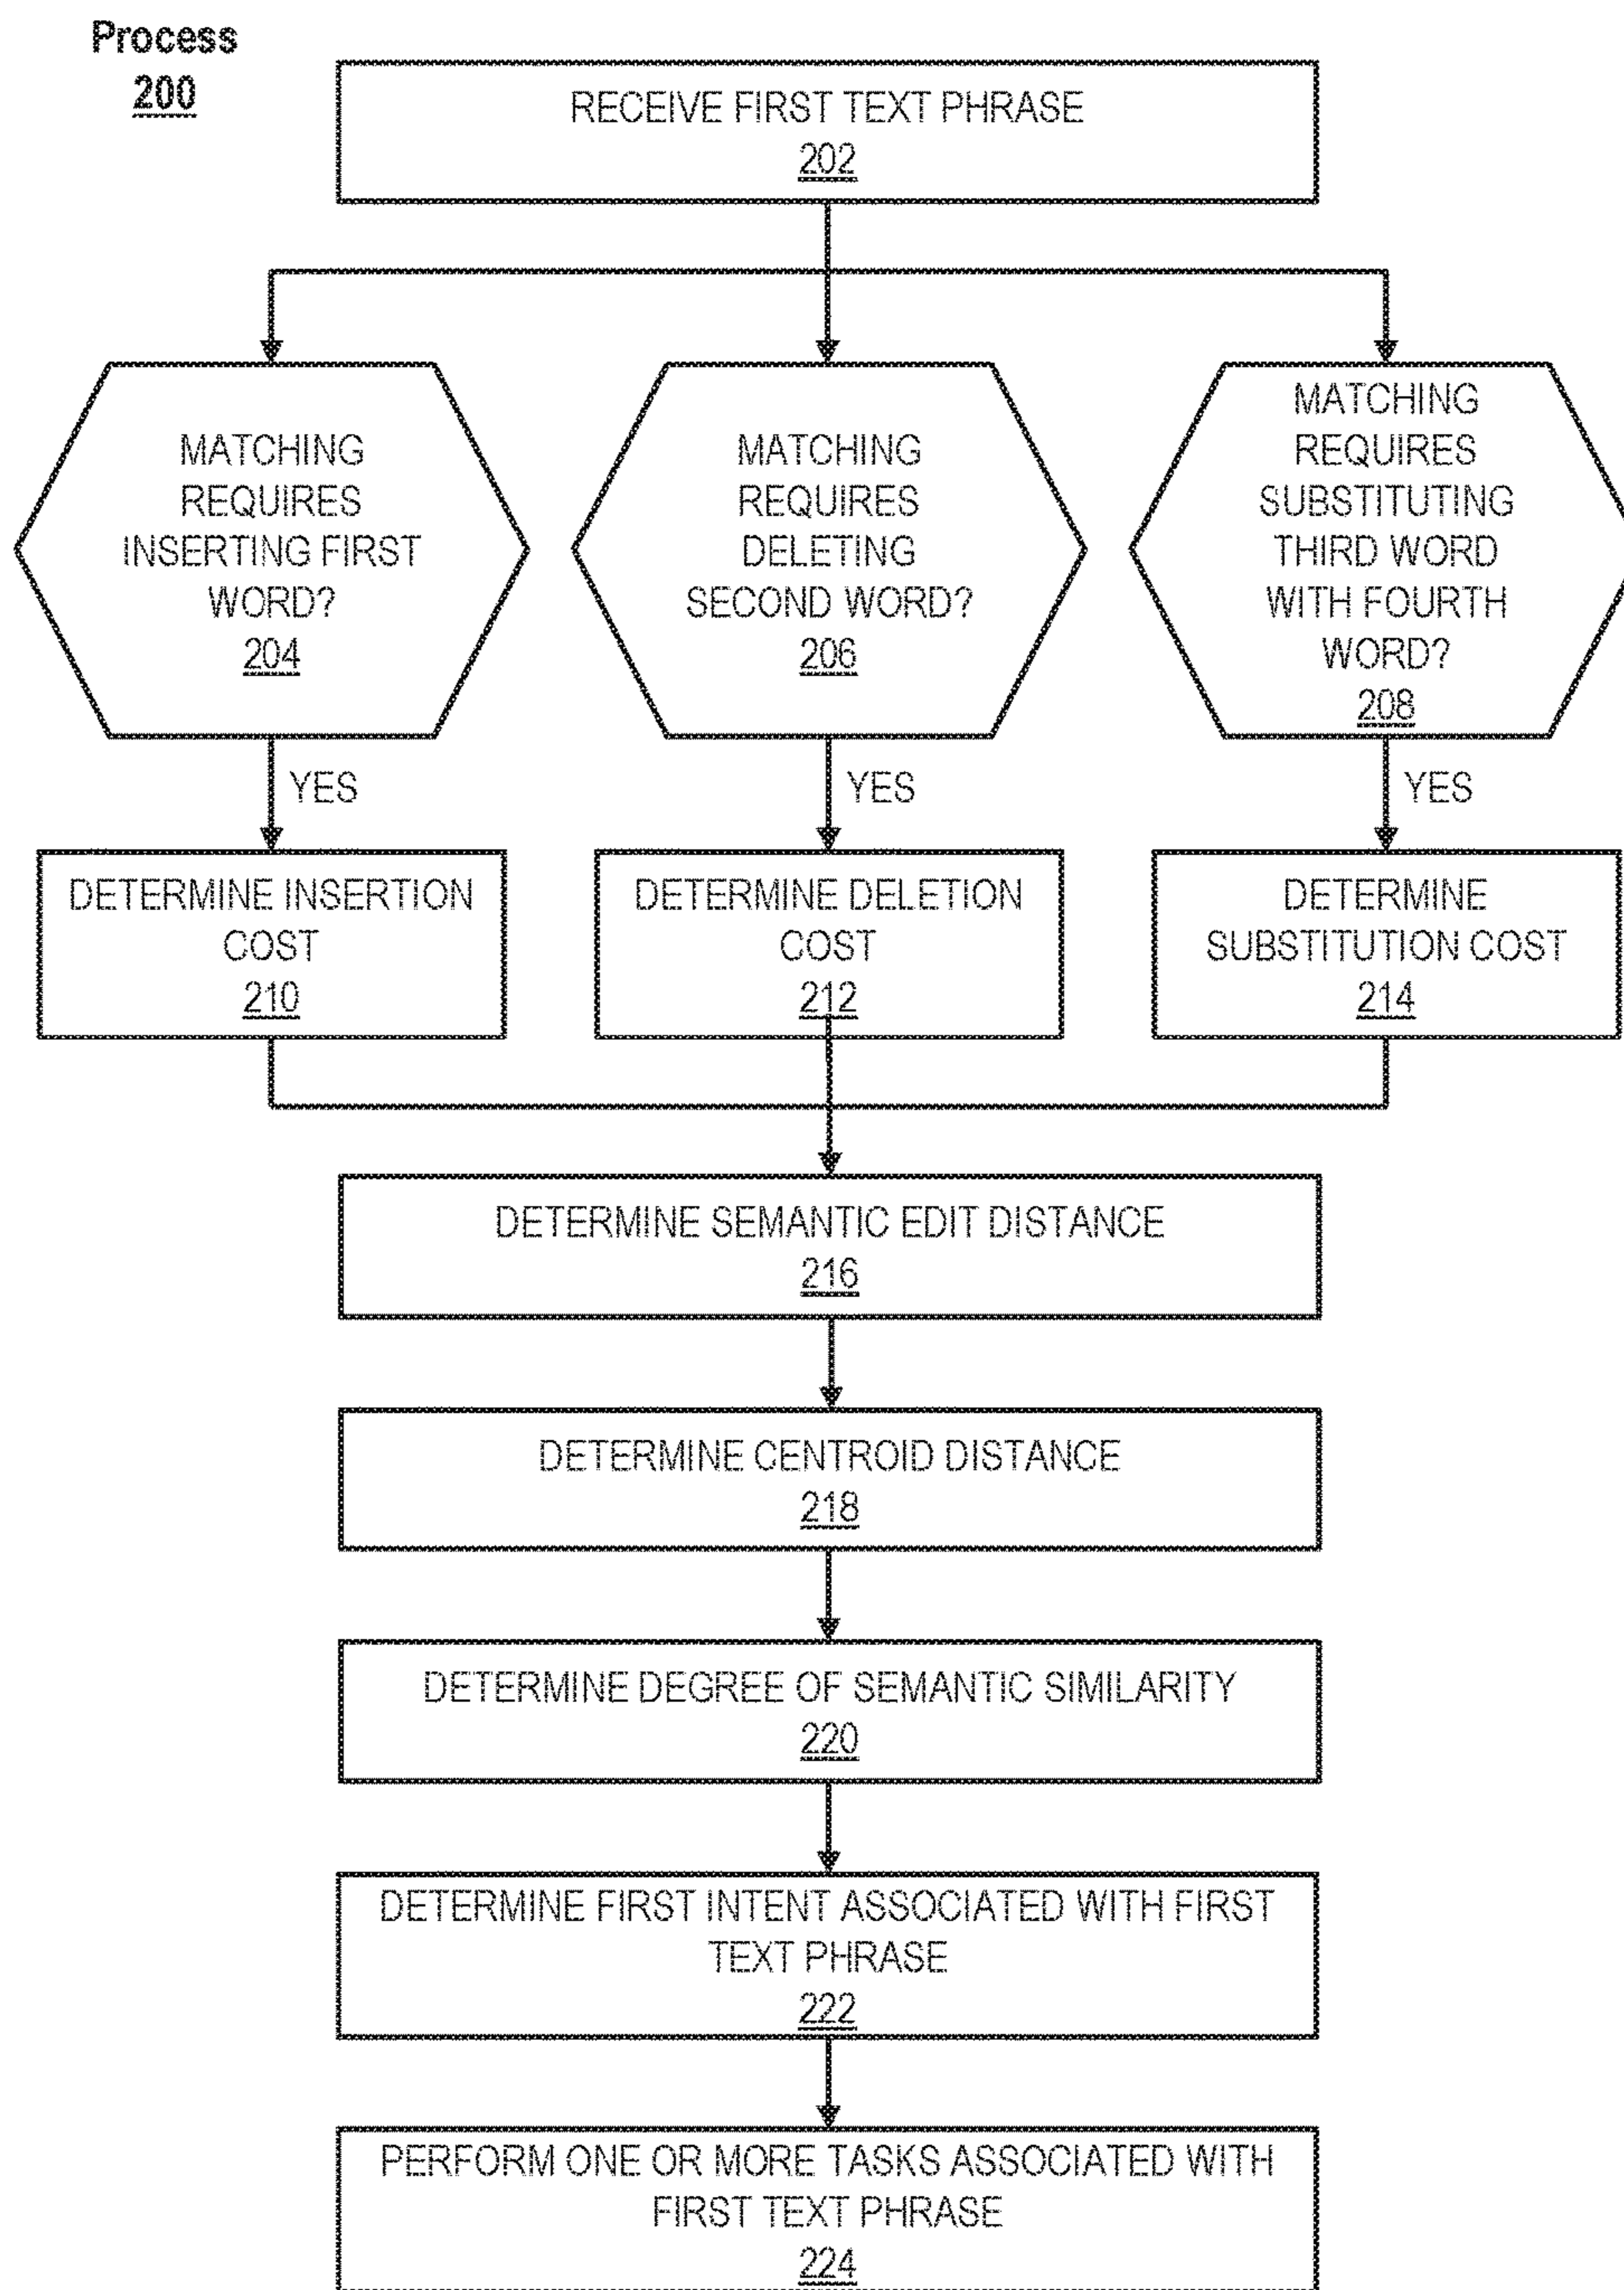 Process
200
RECEIVE FIRST TEXT PHRASE
202
MATCHING
REQUIRES
INSERTING FIRST
WORD?
204
MATCHING
REQUIRES
DELETING
SECOND WORD?
206
MATCHING
REQUIRES
SUBSTITUTING
THIRD WORD
WITH FOURTH
WORD?
208
YES
YES
YES
DETERMINE INSERTION
COST
210
DETERMINE DELETION
COST
212
DETERMINE
SUBSTITUTION COST
214
DETERMINE SEMANTIC EDIT DISTANCE
216
DETERMINE CENTROID DISTANCE
218
DETERMINE DEGREE OF SEMANTIC SIMILARITY
220
DETERMINE FIRST INTENT ASSOCIATED WITH FIRST
TEXT PHRASE
222
PERFORM ONE OR MORE TASKS ASSOCIATED WITH
FIRST TEXT PHRASE
224